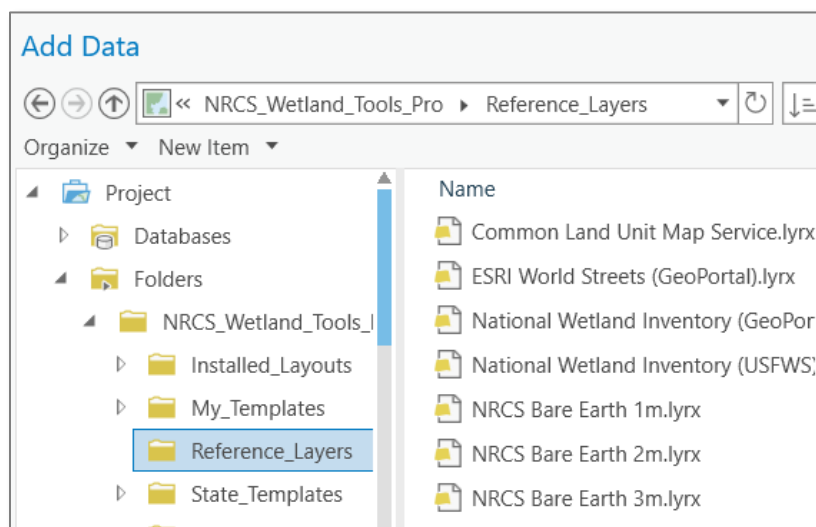 Add Data
« NRCS_Wetland_Tools_Pro Reference_Layers
Organize New Item
Project
Databases
Folders
NRCS_Wetland_Tools_
Installed_Layouts
My_Templates
Reference_Layers
State_Templates
Name
Common Land Unit Map Service.lyrx
ESRI World Streets (GeoPortal).lyrx
National Wetland Inventory (GeoPor
National Wetland Inventory (USFWS)
NRCS Bare Earth 1m.lyrx
NRCS Bare Earth 2m.lyrx
NRCS Bare Earth 3m.lyrx